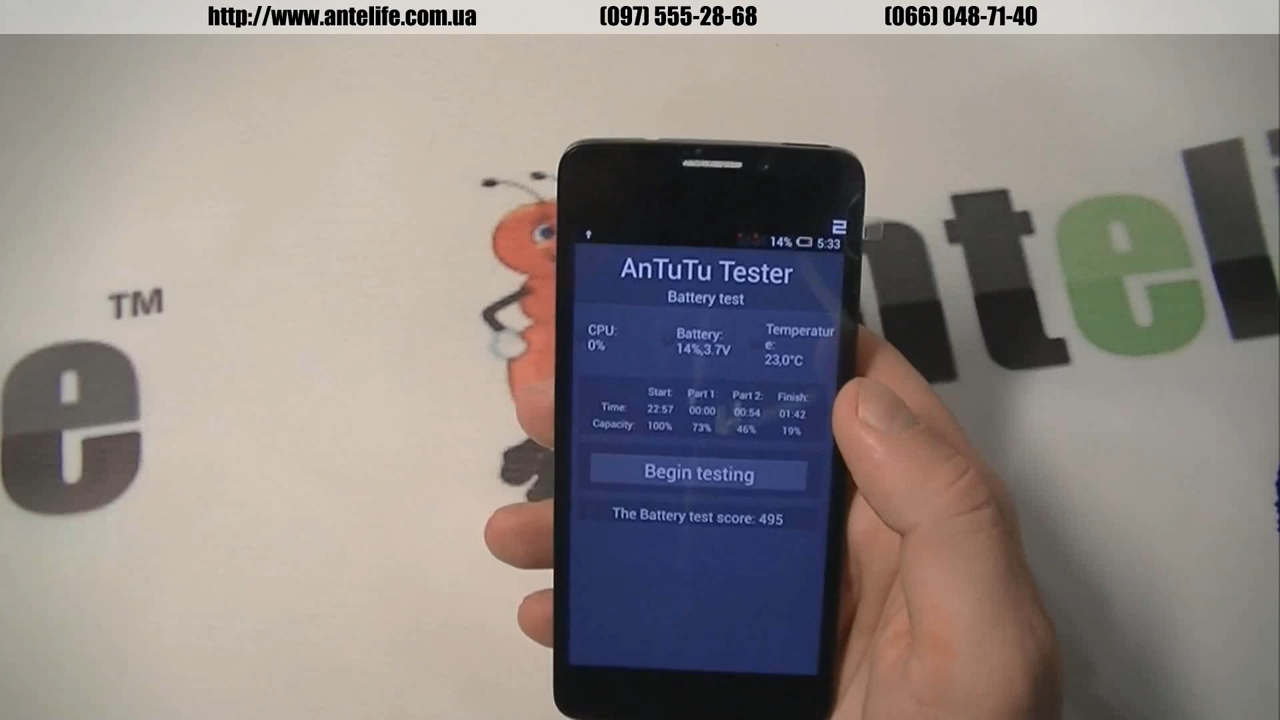 http://www.antelife.com.ua (097) 555-28-68 (066) 048-71-40
14% 5:33
AnTuTu Tester
Battery test
CPU: Battery: Temperatur
0% 14%,3.7V e:
23,0°C
Start: Part 1: Part 2: Finish:
Time: 22:57 00:00 00:54 01:42
Capacity: 100% 73% 46% 19%
Begin testing
The Battery test score: 495
TM
e
ntel